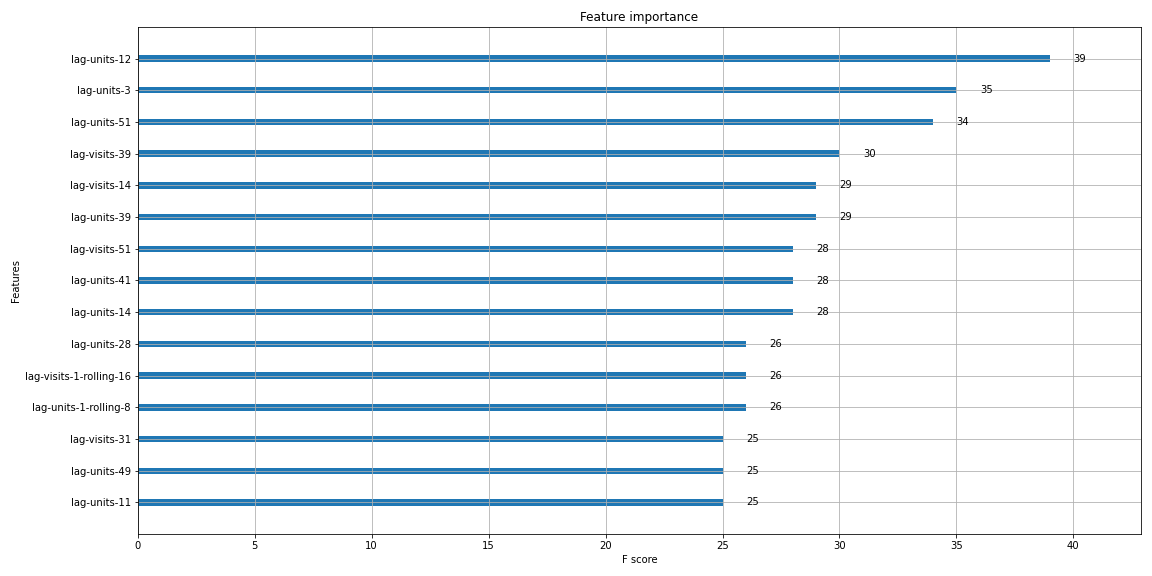 Feature importance
Features
lag-units-12 39
lag-units-3 35
lag-units-51 34
lag-visits-39 30
lag-visits-14 29
lag-units-39 29
lag-visits-51 28
lag-units-41 28
lag-units-14 28
lag-units-28 26
lag-visits-1-rolling-16 26
lag-units-1-rolling-8 26
lag-visits-31 25
lag-units-49 25
lag-units-11 25
0 5 10 15 20 25 30 35 40
F score